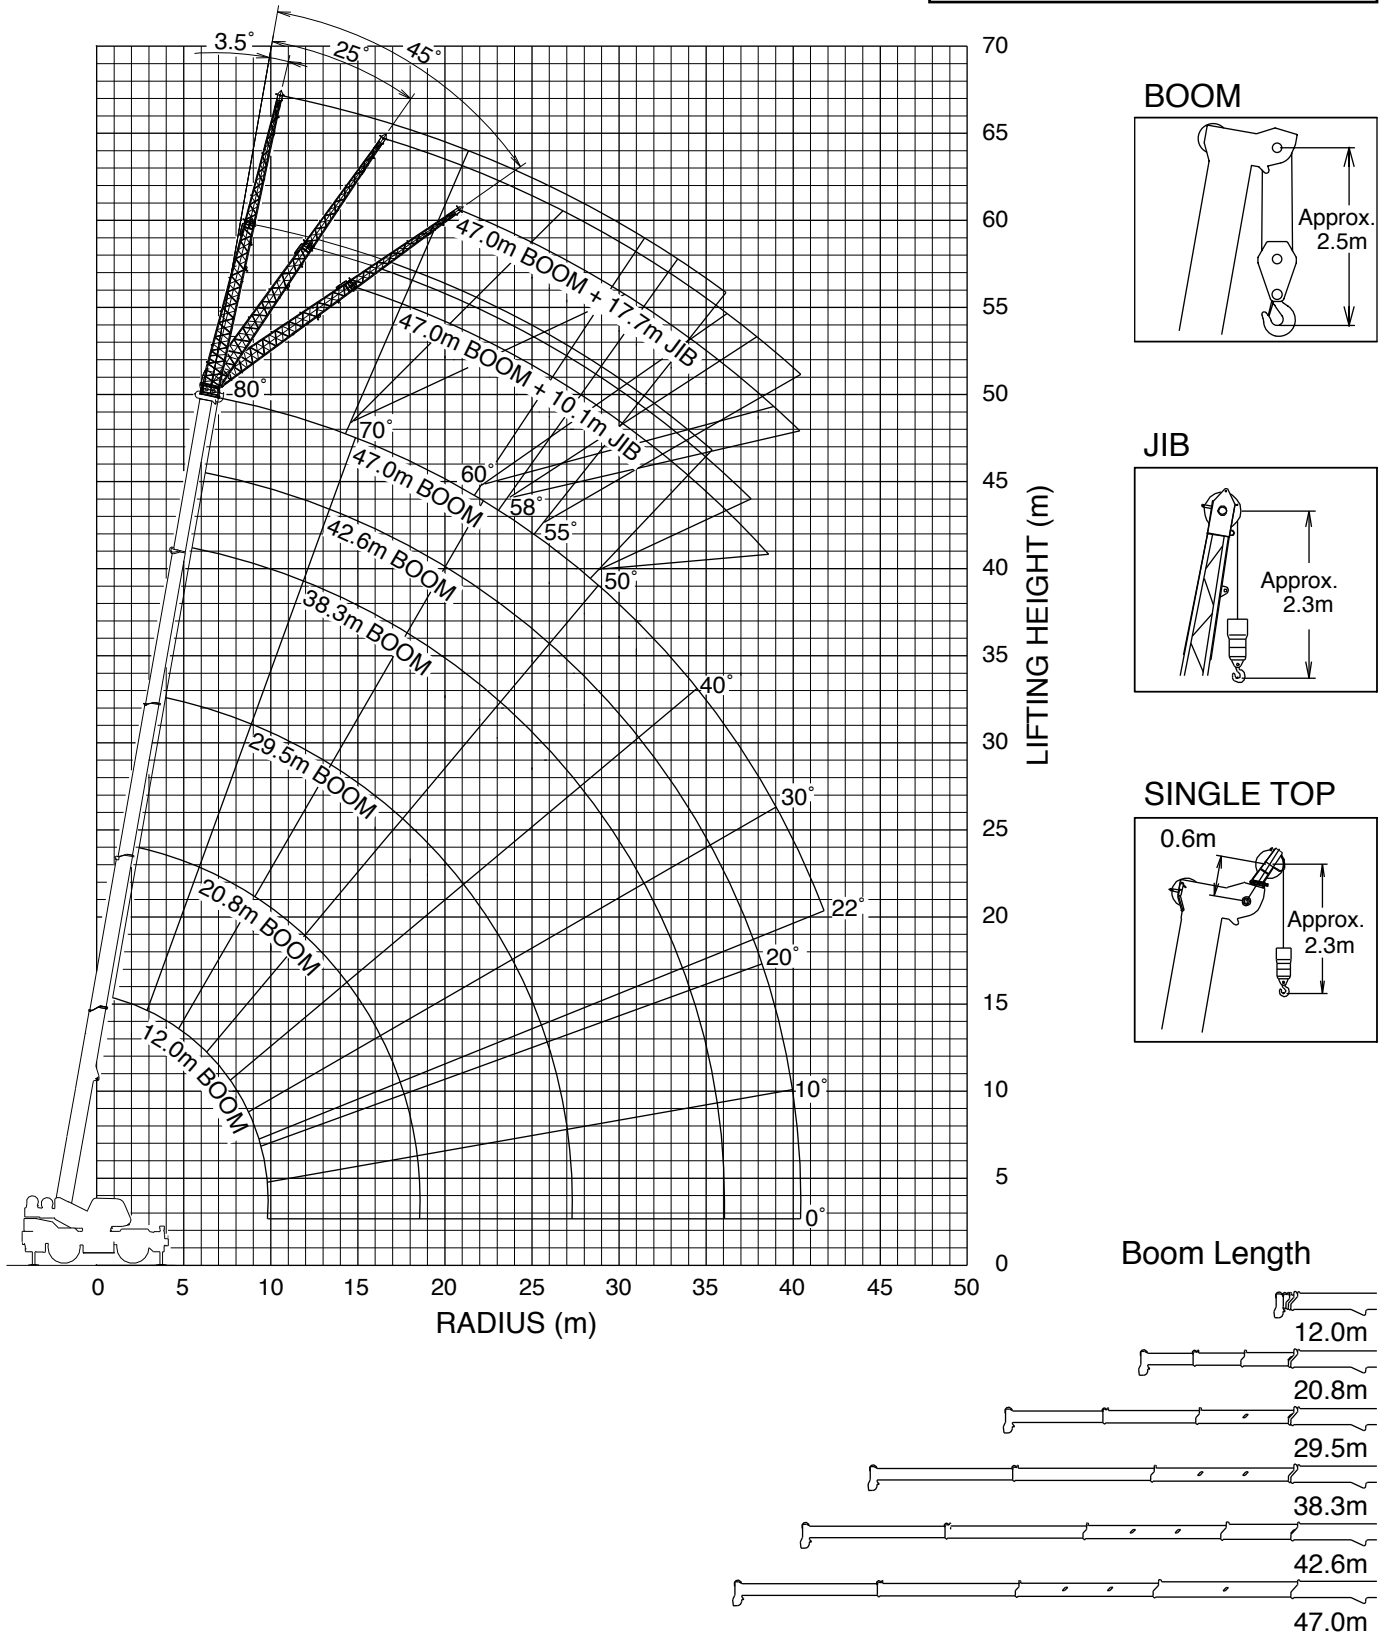 3.5°
25°
45°
70
65
60
55
50
45
40
35
30
25
20
15
10
5
0
LIFTING HEIGHT (m)
47.0m BOOM + 17.7m JIB
47.0m BOOM + 10.1m JIB
80°
70°
47.0m BOOM
60°
58°
55°
50°
42.6m BOOM
38.3m BOOM
40°
29.5m BOOM
30°
20.8m BOOM
22°
20°
12.0m BOOM
10°
0°
0 5 10 15 20 25 30 35 40 45 50
RADIUS (m)
BOOM
Approx.
2.5m
JIB
Approx.
2.3m
SINGLE TOP
0.6m
Approx.
2.3m
Boom Length
12.0m
20.8m
29.5m
38.3m
42.6m
47.0m